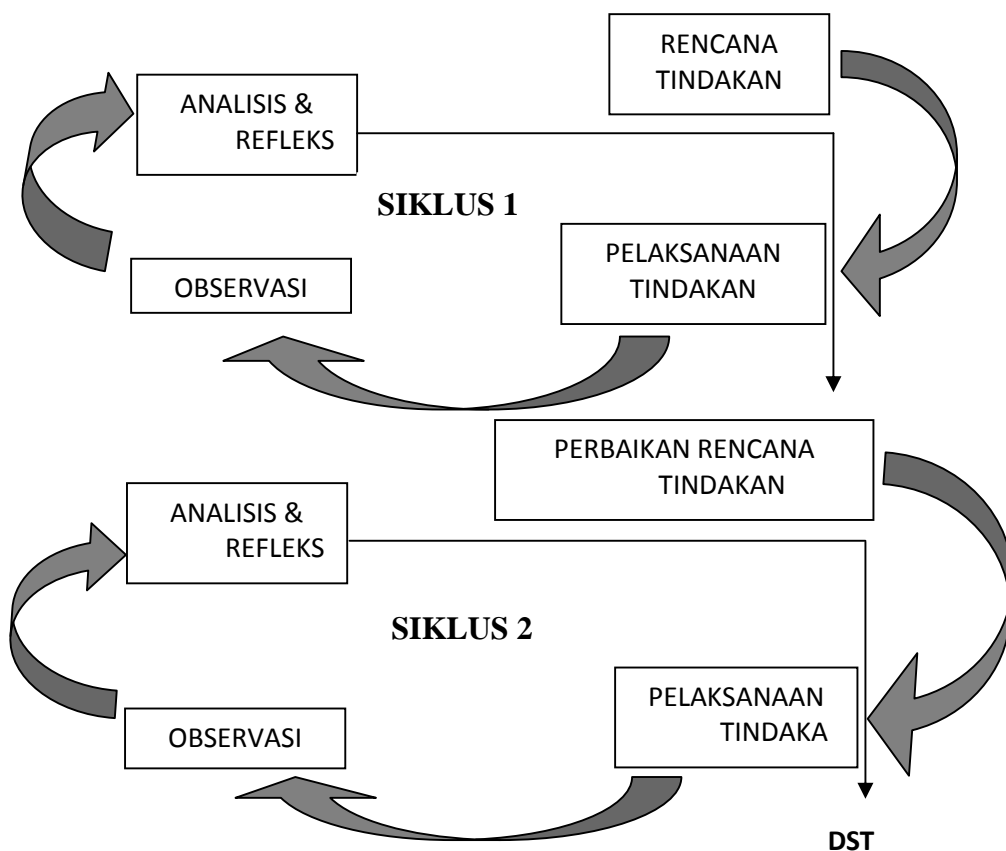 RENCANA
TINDAKAN
ANALISIS &
REFLEKS
SIKLUS 1
PELAKSANAAN
TINDAKAN
OBSERVASI
PERBAIKAN RENCANA
TINDAKAN
ANALISIS &
REFLEKS
SIKLUS 2
PELAKSANAAN
TINDAKA
OBSERVASI
DST